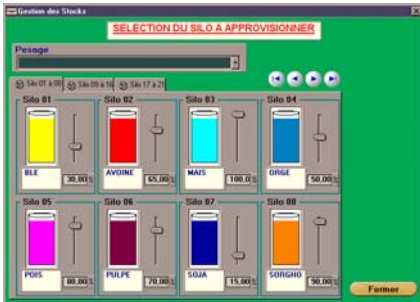 Gestion des Stocks
SELECTION DU SILO A APPROVISIONNER
Pesage
Silo 01 à 08 Silo 09 à 16 Silo 17 à 21
Silo 01 Silo 02 Silo 03 Silo 04
BLE 30,00 % AVOINE 65,00 % MAIS 100,0 % ORGE 50,00 %
Silo 05 Silo 06 Silo 07 Silo 08
POIS 80,00 % PULPE 70,00 % SOJA 15,00 % SORGHO 90,00 %
Fermer